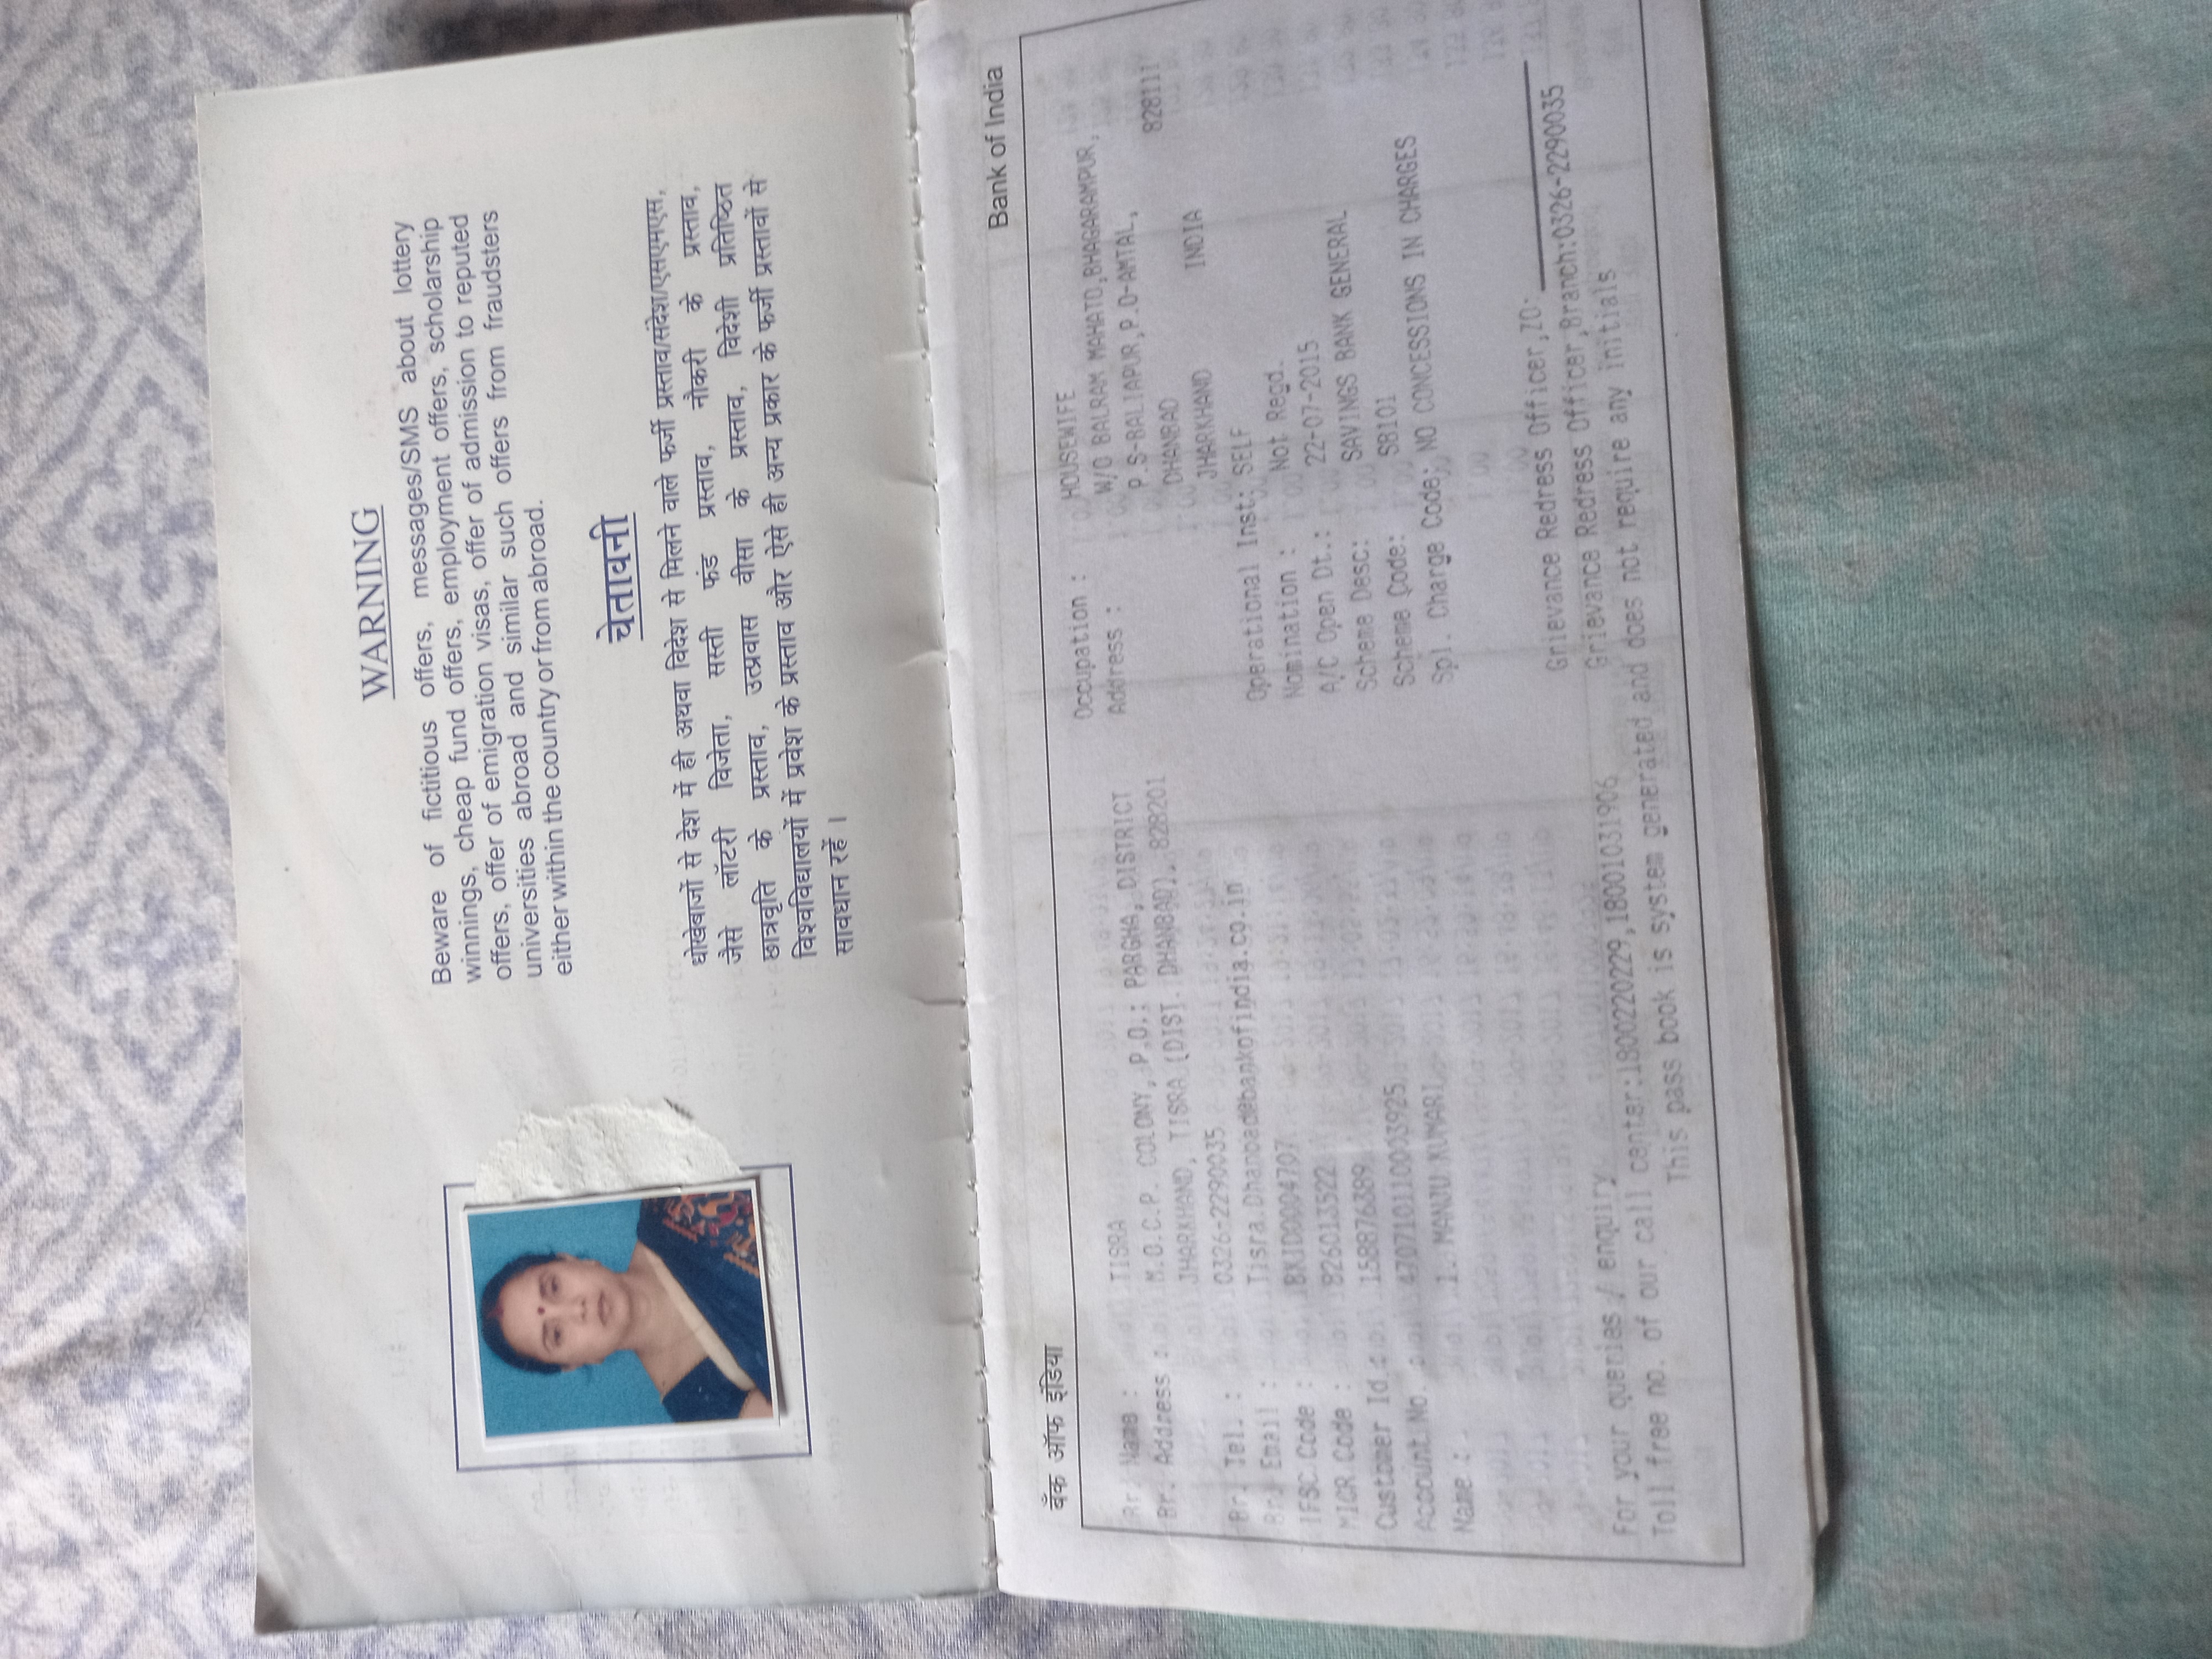 WARNING
Beware of fictitious offers, messages/SMS about lottery
winnings, cheap fund offers, employment offers, scholarship
offers, offer of emigration visas, offer of admission to reputed
universities abroad and similar such offers from fraudsters
either within the country or from abroad.
चेतावनी
धोखेबाजों से देश में ही अथवा विदेश से मिलने वाले फर्जी प्रस्ताव/संदेश/एसएमएस,
जैसे लॉटरी विजेता, सस्ती फंड प्रस्ताव, नौकरी के प्रस्ताव,
छात्रवृति के प्रस्ताव, उत्प्रवास वीसा के प्रस्ताव, विदेशी प्रतिष्ठित
विश्वविद्यालयों में प्रवेश के प्रस्ताव और ऐसे ही अन्य प्रकार के फर्जी प्रस्तावों से
सावधान रहें ।
बैंक ऑफ इंडिया
Bank of India
Br. Name : TISRA
Br. Address : M.O.C.P. COLONY, P.O.: PARGHA, DISTRICT
JHARKHAND, TISRA (DIST. DHANBAD), 828201
Br. Tel. : 0326-2290035
Br. Email : Tisra.Dhanbad@bankofindia.co.in
IFSC Code : BKID0004707
MICR Code : 826013522
Customer Id : 158876389
Account No. 470710110003925
Name : 1. MANJU KUMARI
Occupation : HOUSEWIFE
Address : W/O BALRAM MAHATO,BHAGARAMPUR,
P.S-BALIAPUR,P.O-AMTAL,
DHANBAD 828111
JHARKHAND INDIA
Operational Inst: SELF
Nomination : Not Regd.
A/C Open Dt.: 22-07-2015
Scheme Desc: SAVINGS BANK GENERAL
Scheme Code: SB101
Spl. Charge Code: NO CONCESSIONS IN CHARGES
Grievance Redress Officer,ZO-
Grievance Redress Officer,Branch:0326-2290035
For your queries / enquiry
Toll free no. of our call center:1800220229,18001031906
This pass book is system generated and does not require any initials